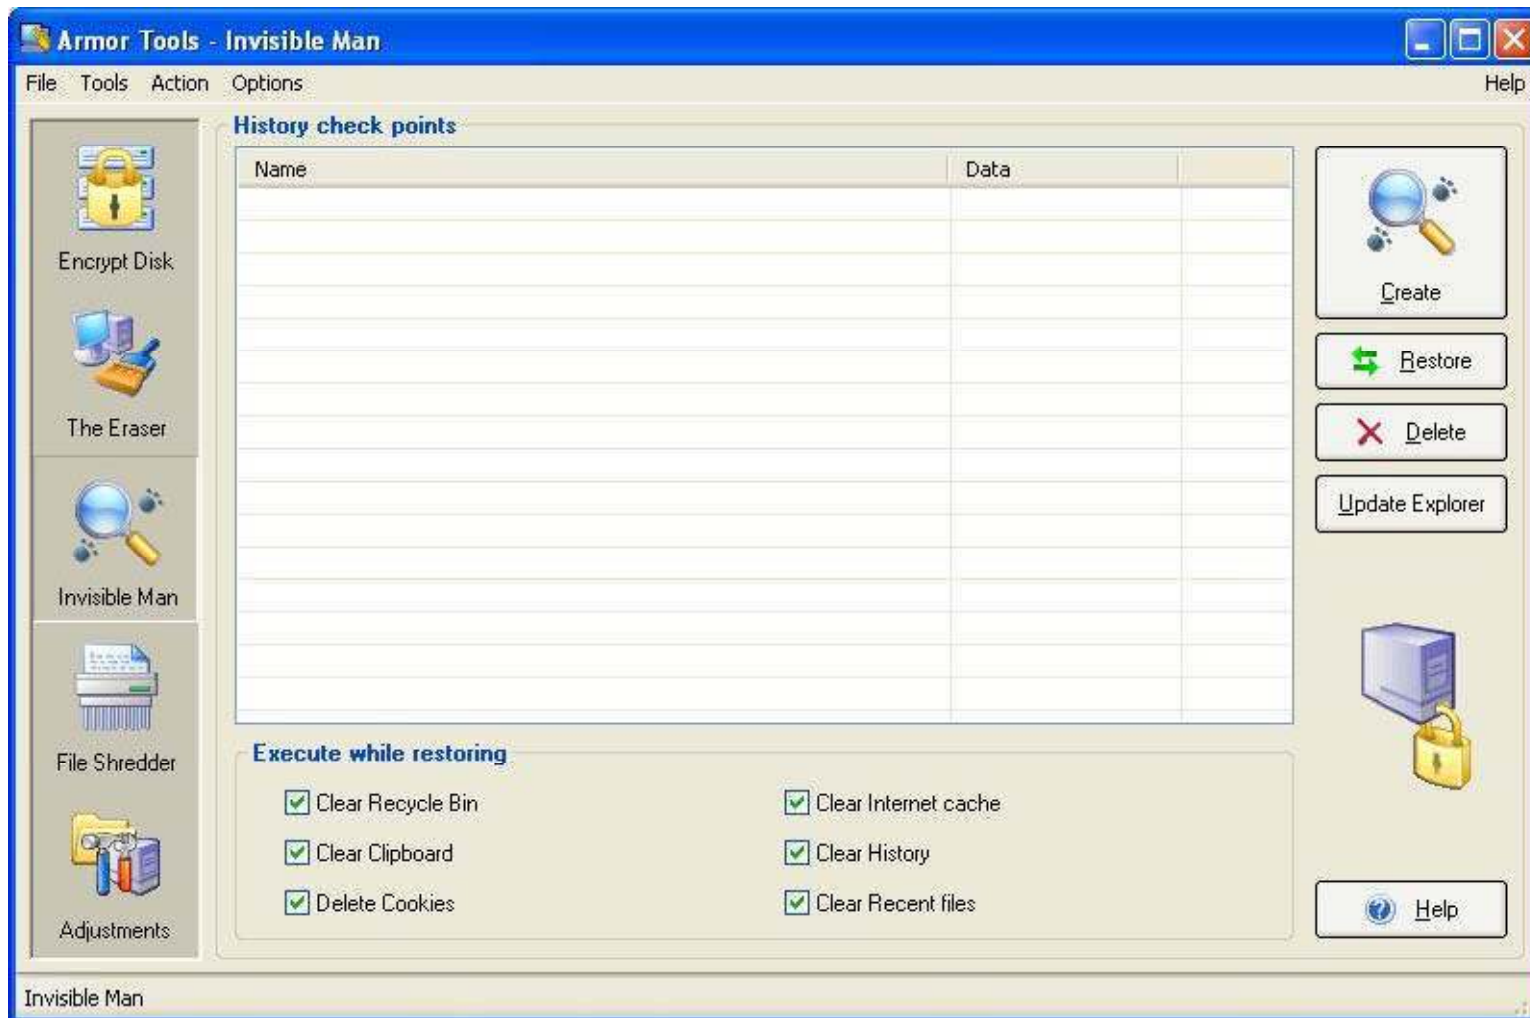 Armor Tools - Invisible Man
File Tools Action Options Help
History check points
Name Data
Encrypt Disk
The Eraser
Invisible Man
File Shredder
Adjustments
Create
Restore
Delete
Update Explorer
Execute while restoring
Clear Recycle Bin Clear Internet cache
Clear Clipboard Clear History
Delete Cookies Clear Recent files
Help
Invisible Man